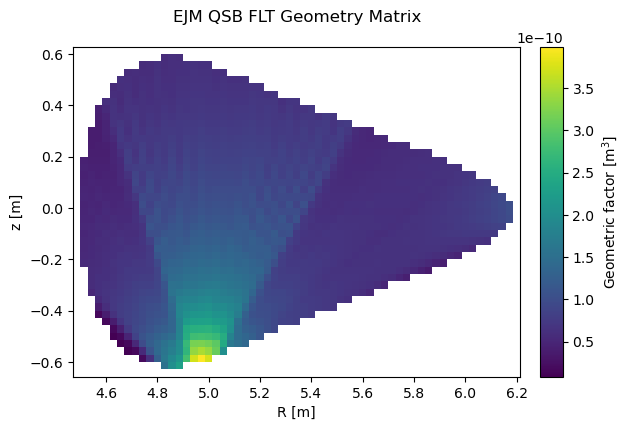 EJM QSB FLT Geometry Matrix
1e−10
0.6
0.4
0.2
0.0
−0.2
−0.4
−0.6
z [m]
4.6 4.8 5.0 5.2 5.4 5.6 5.8 6.0 6.2
R [m]
3.5
3.0
2.5
2.0
1.5
1.0
0.5
Geometric factor [m³]